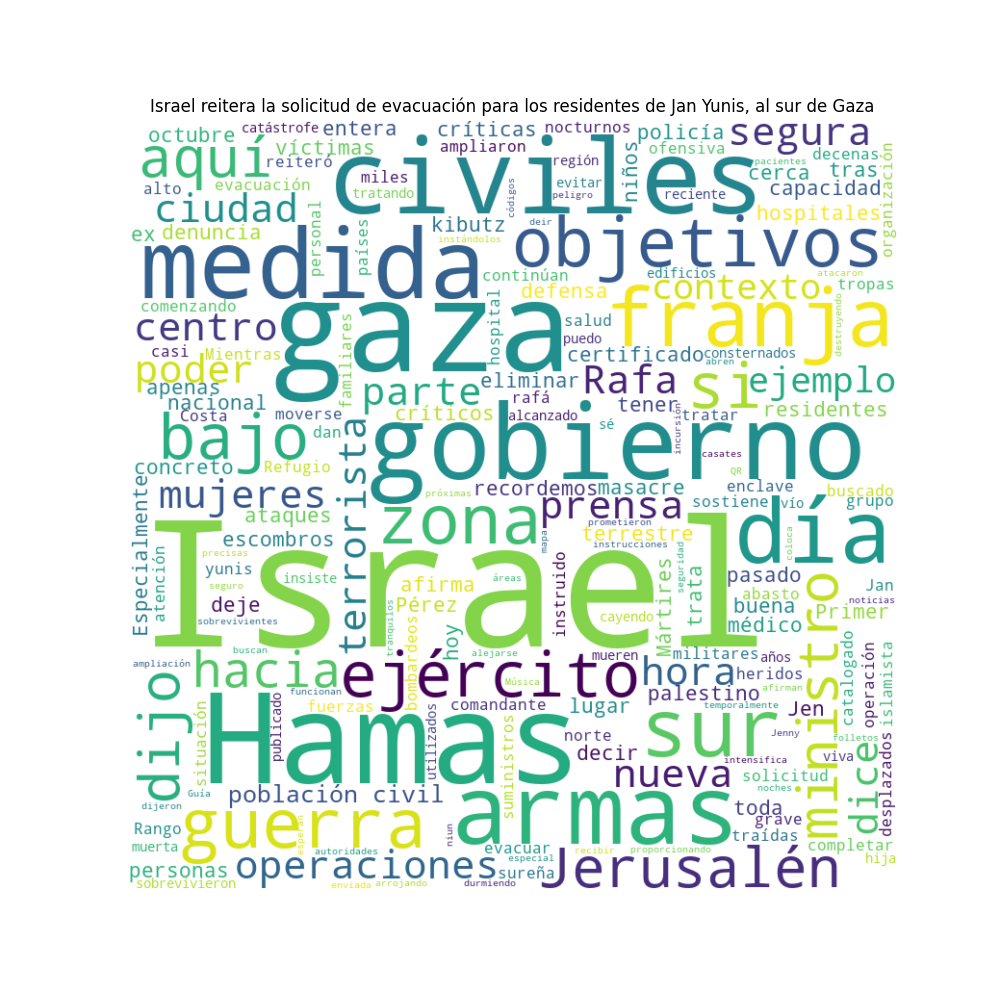 Israel reitera la solicitud de evacuación para los residentes de Jan Yunis, al sur de Gaza
octubre
catástrofe
entera
críticas
nocturnos
policía
segura
aquí
víctimas
ampliaron
ofensiva
pacientes
decenas
reiteró
civiles
región
niños
cerca
tras
organización
alto
evacuación
miles
tratando
códigos
evitar
peligro
reciente
capacidad
ciudad
personal
países
kibutz
deir
hospitales
ex
denuncia
instándolos
objetivos
medida
continúan
edificios
atacaron
tropas
comenzando
gaza
defensa
contexto
franja
destruyendo
centro
familiares
hospital
salud
puedo
casi
Mientras
certificado
consternados
abren
poder
apenas
parte
eliminar
Rafa
si
ejemplo
nacional
Costa
moverse
críticos
rafá
alcanzado
tener
tratar
residentes
bajo
dan
gobierno
sé
incursión
casates
concreto
Refugio
QR
mujeres
próximas
recordemos
masacre
enclave
buscado
Especialmente
terrorista
zona
prensa
sostiene
vío
grupo
ataques
prometieron
día
escombros
mapa
terrestre
coloca
atención
precisas
Israel
instrucciones
yunis
insiste
afirma
áreas
instruido
Mártires
trata
seguridad
pasado
Jan
seguro
abasto
noticias
deje
Pérez
buena
Primer
sobrevivientes
tranquilos
bombardeos
hoy
cayendo
médico
ministro
buscan
alejarse
mueren
militares
años
catalogado
operación
islamista
ampliación
hacia
ejército
hora
heridos
dijo
funcionan
Música
palestino
afirman
situación
publicado
fuerzas
utilizados
comandante
lugar
temporalmente
Jen
Hamas
suministros
norte
sur
Jenny
folletos
desplazados
decir
intensifica
viva
Guía
nueva
solicitud
dice
dijeron
población civil
armas
noches
toda
Rango
guerra
esperan
niun
grave
muerta
autoridades
evacuar
traídas
completar
personas
operaciones
especial
recibir
proporcionando
hija
sobrevivieron
enviada
arrojando
durmiendo
sureña
Jerusalén